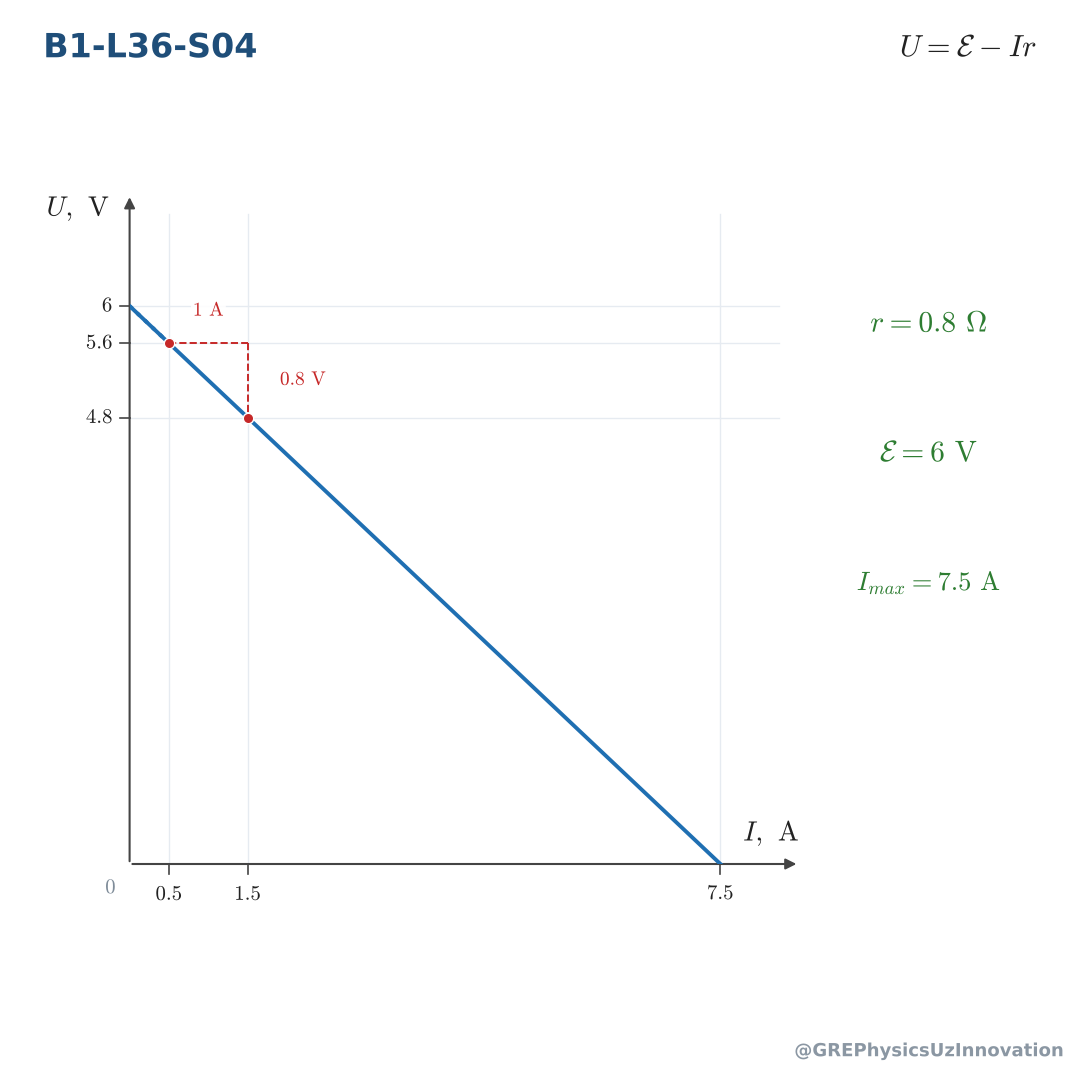 B1-L36-S04
U = ℰ − Ir
U, V
6
1 A
5.6
r = 0.8 Ω
0.8 V
4.8
ℰ = 6 V
I_max = 7.5 A
I, A
0
0.5
1.5
7.5
@GREPhysicsUzInnovation